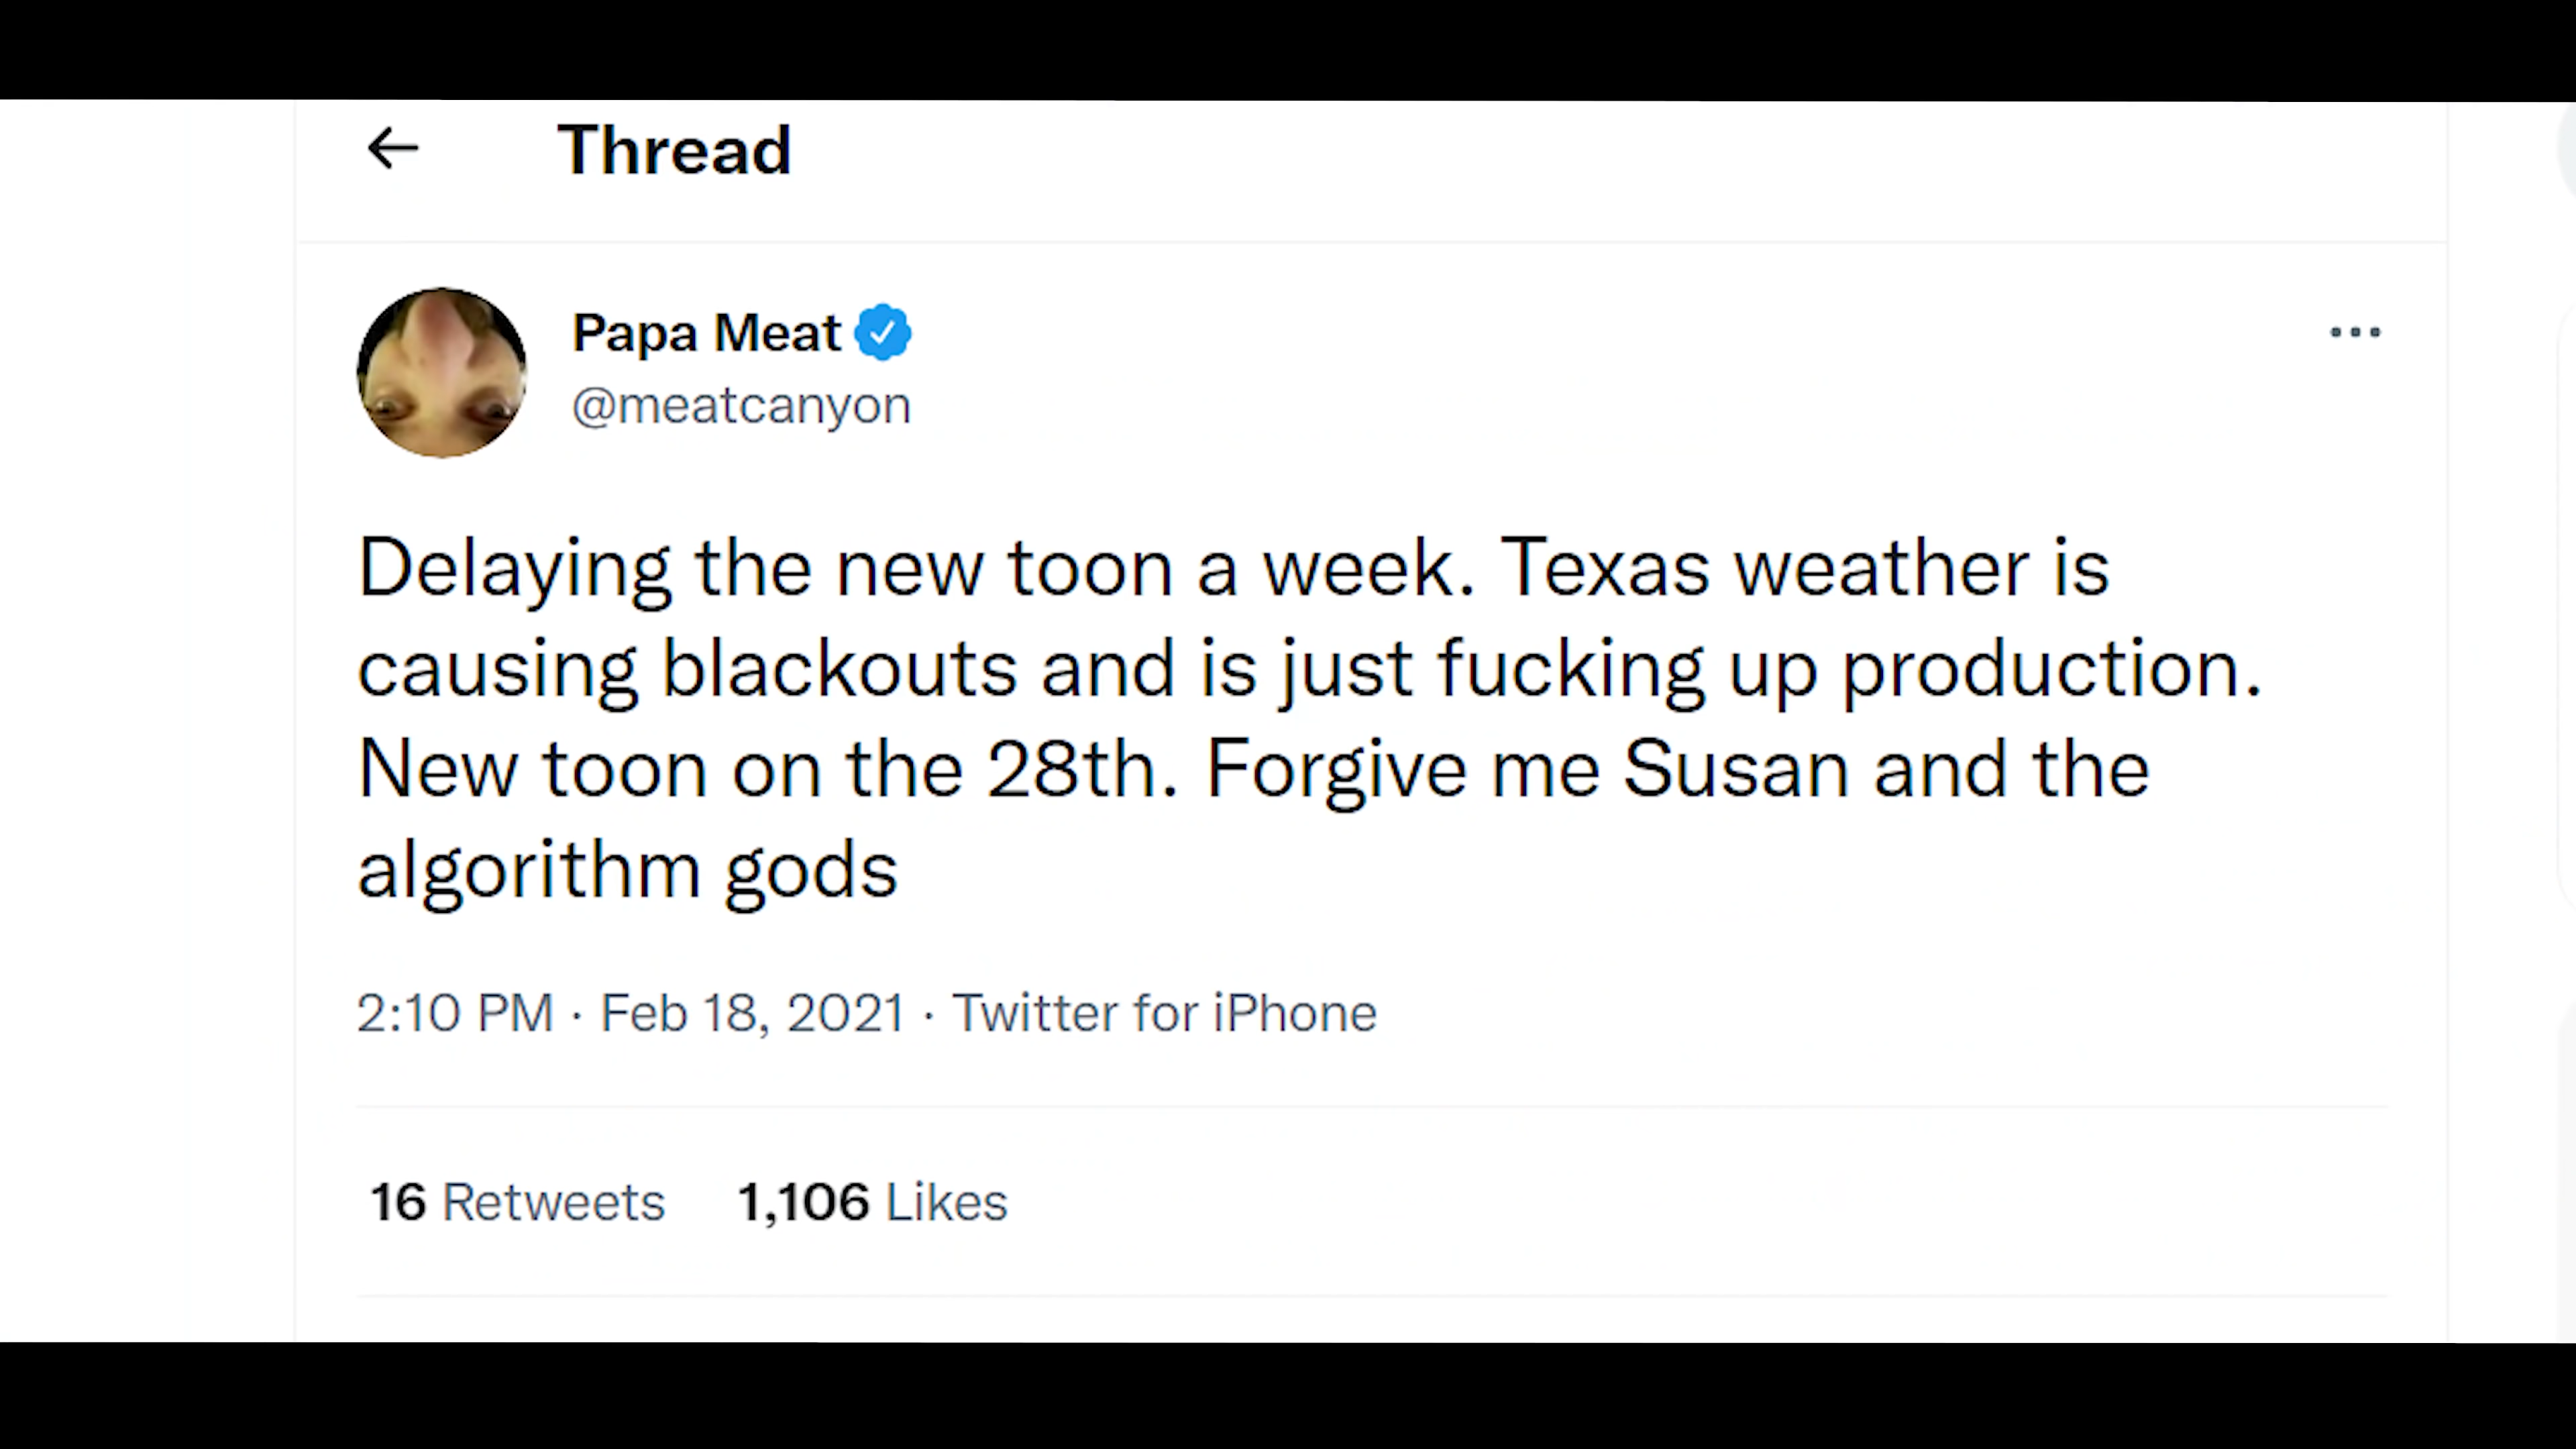 Thread
Papa Meat
@meatcanyon
Delaying the new toon a week. Texas weather is
causing blackouts and is just fucking up production.
New toon on the 28th. Forgive me Susan and the
algorithm gods
2:10 PM · Feb 18, 2021 · Twitter for iPhone
16 Retweets 1,106 Likes